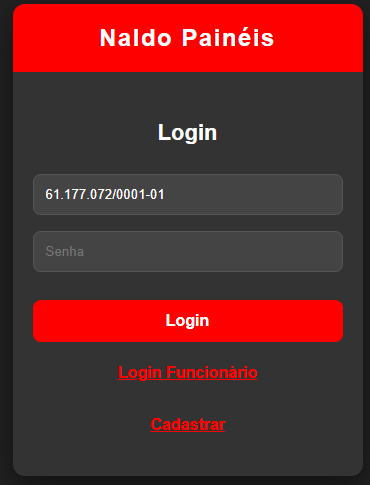 Naldo Painéis
Login
61.177.072/0001-01
Senha
Login
Login Funcionário
Cadastrar